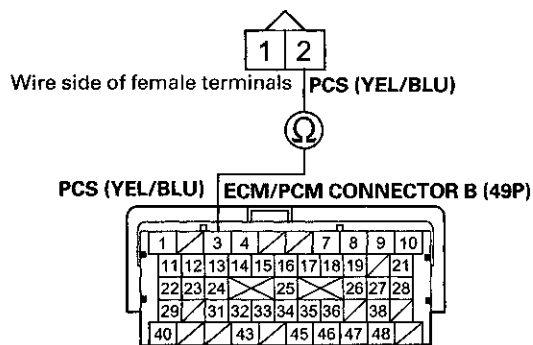 1 2
Wire side of female terminals PCS (YEL/BLU)
Ω
PCS (YEL/BLU) ECM/PCM CONNECTOR B (49P)
1 3 4 7 8 9 10
11 12 13 14 15 16 17 18 19 21
22 23 24 25 26 27 28
29 31 32 33 34 35 36 38
40 43 45 46 47 48